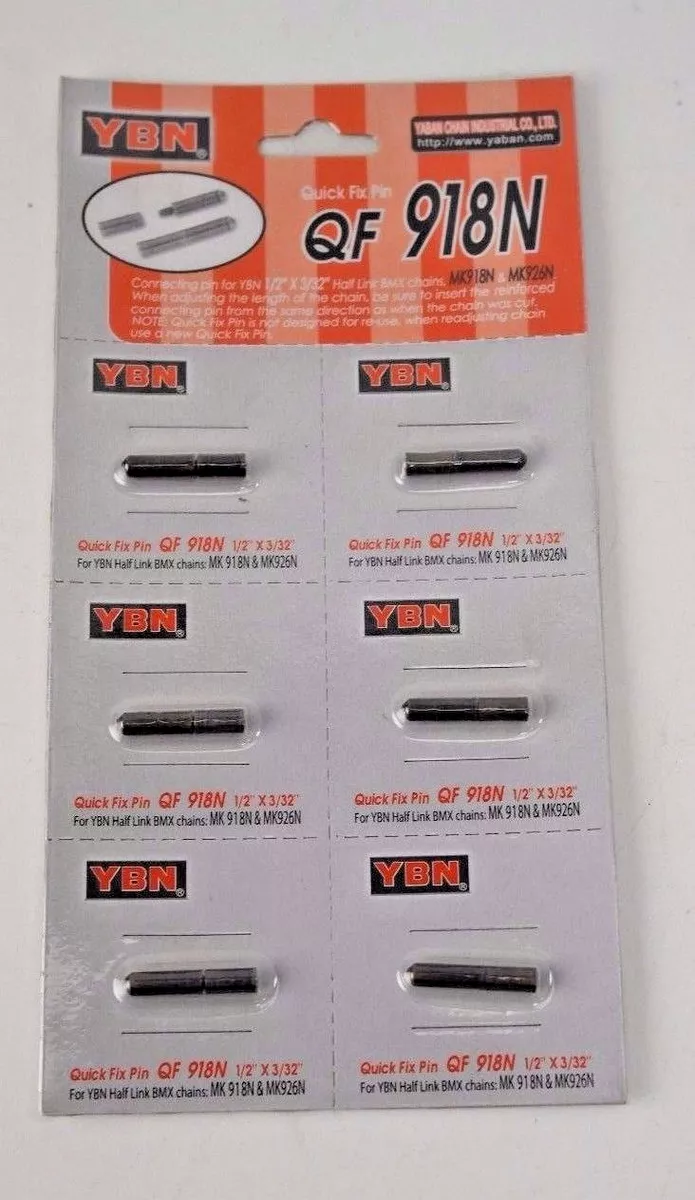 YBN®
YABAN CHAIN INDUSTRIAL CO., LTD.
http://www.yaban.com
Quick Fix Pin
QF 918N
Connecting pin for YBN 1/2" X 3/32" Half Link BMX chains, MK918N & MK926N
When adjusting the length of the chain, be sure to insert the reinforced
connecting pin from the same direction as when the chain was cut.
NOTE: Quick Fix Pin is not designed for re-use, when readjusting chain
use a new Quick Fix Pin.
YBN®
YBN®
Quick Fix Pin QF 918N 1/2" X 3/32"
For YBN Half Link BMX chains: MK 918N & MK926N
Quick Fix Pin QF 918N 1/2" X 3/32"
For YBN Half Link BMX chains: MK 918N & MK926N
YBN®
YBN®
Quick Fix Pin QF 918N 1/2" X 3/32"
For YBN Half Link BMX chains: MK 918N & MK926N
Quick Fix Pin QF 918N 1/2" X 3/32"
For YBN Half Link BMX chains: MK 918N & MK926N
YBN®
YBN®
Quick Fix Pin QF 918N 1/2" X 3/32"
For YBN Half Link BMX chains: MK 918N & MK926N
Quick Fix Pin QF 918N 1/2" X 3/32"
For YBN Half Link BMX chains: MK 918N & MK926N